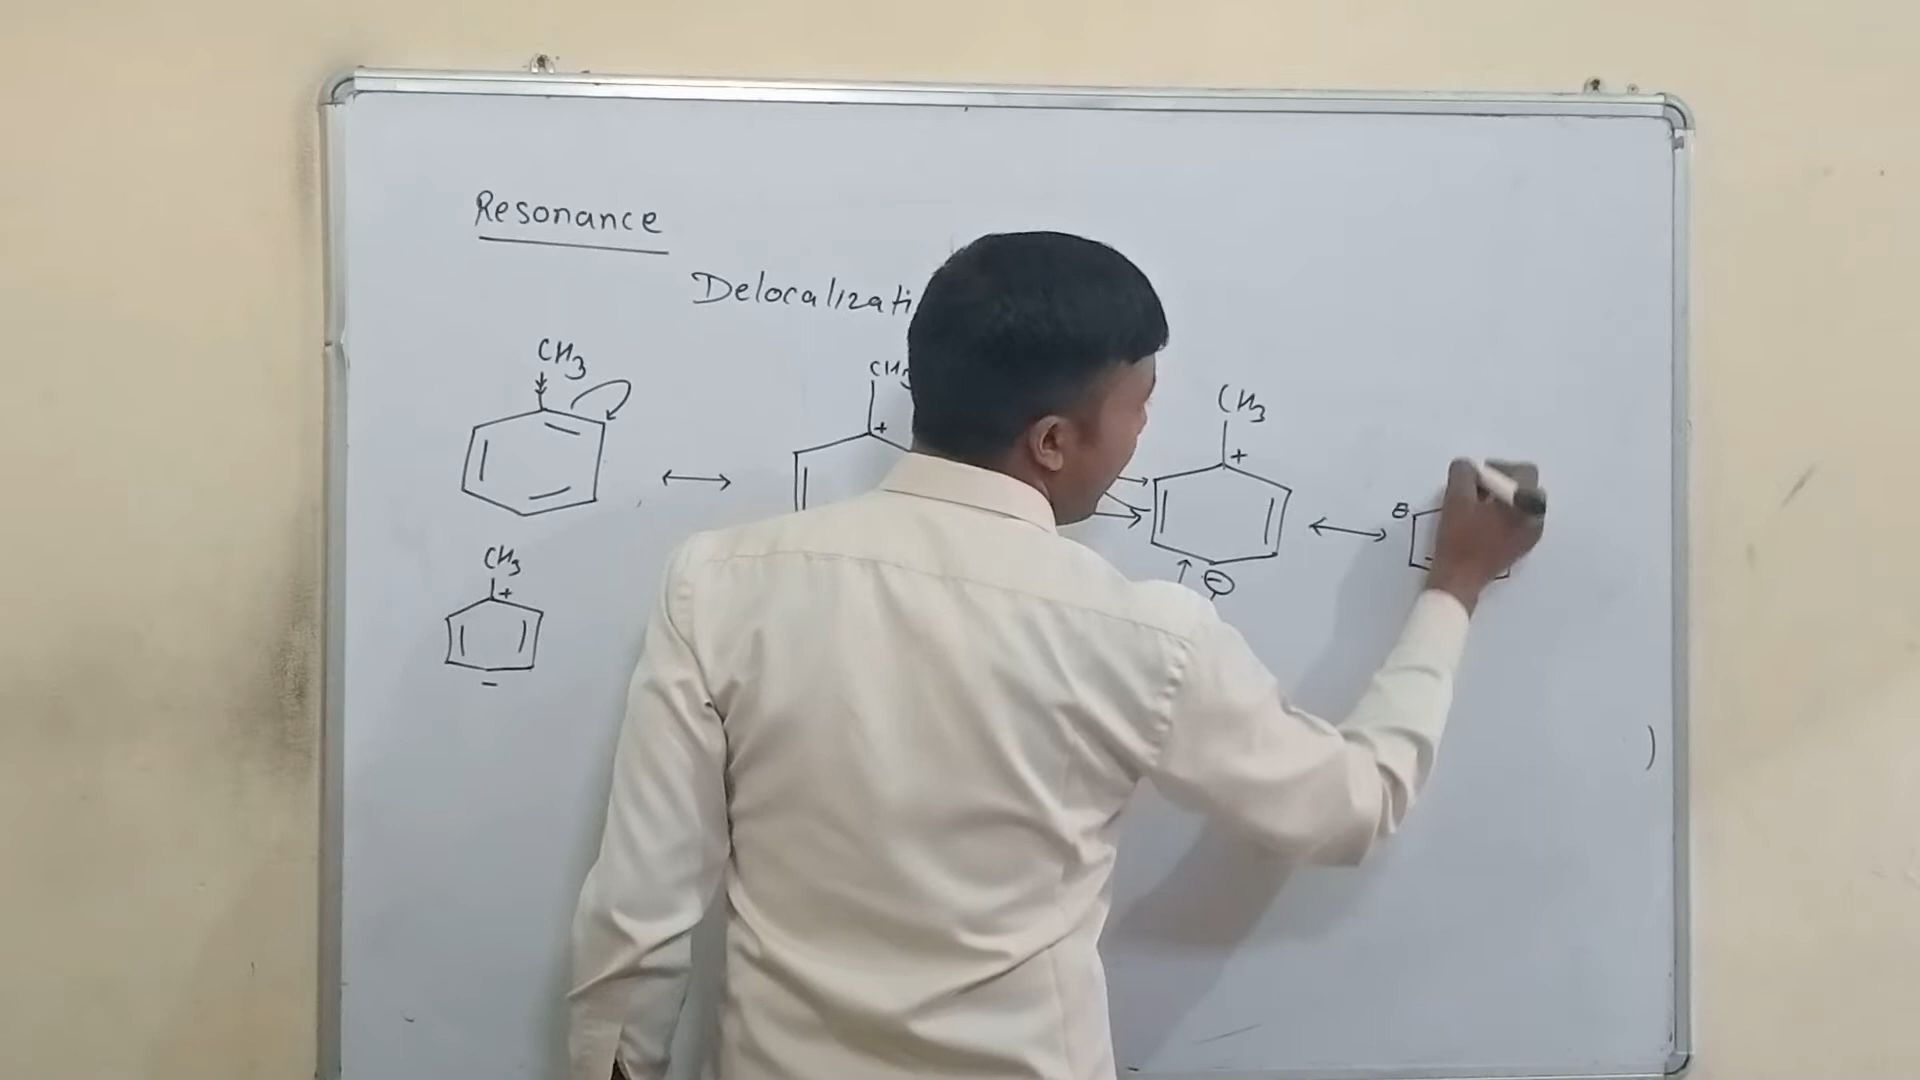 Resonance
Delocalizati
CH3
CH3
+
CH3
+
⊖
⊖
CH3
+
−
)